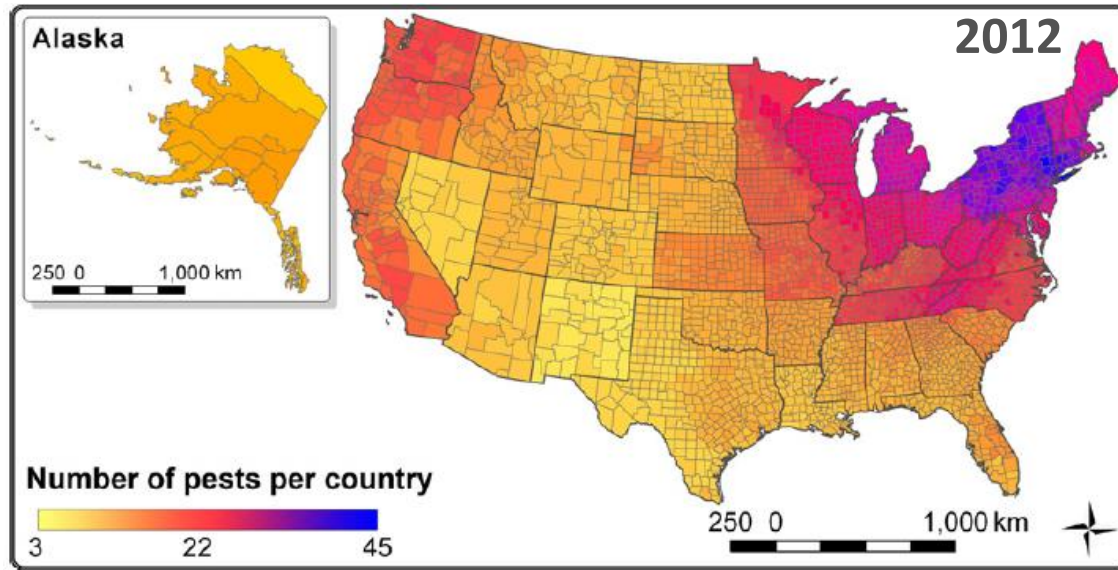 Alaska
2012
250 0 1,000 km
Number of pests per country
3 22 45
250 0 1,000 km